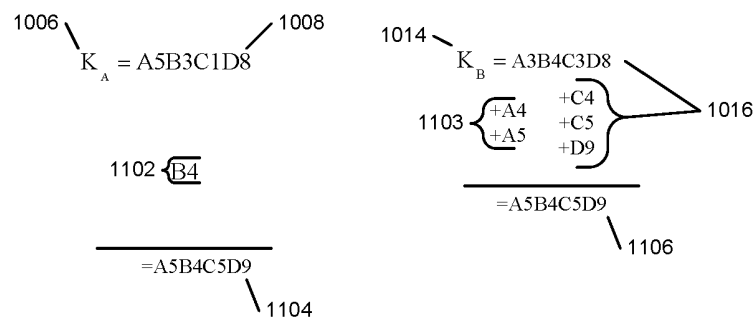 1006
1008
K_A = A5B3C1D8
1102
B4
=A5B4C5D9
1104
1014
K_B = A3B4C3D8
1016
1103
+A4 +C4
+A5 +C5
+D9
=A5B4C5D9
1106